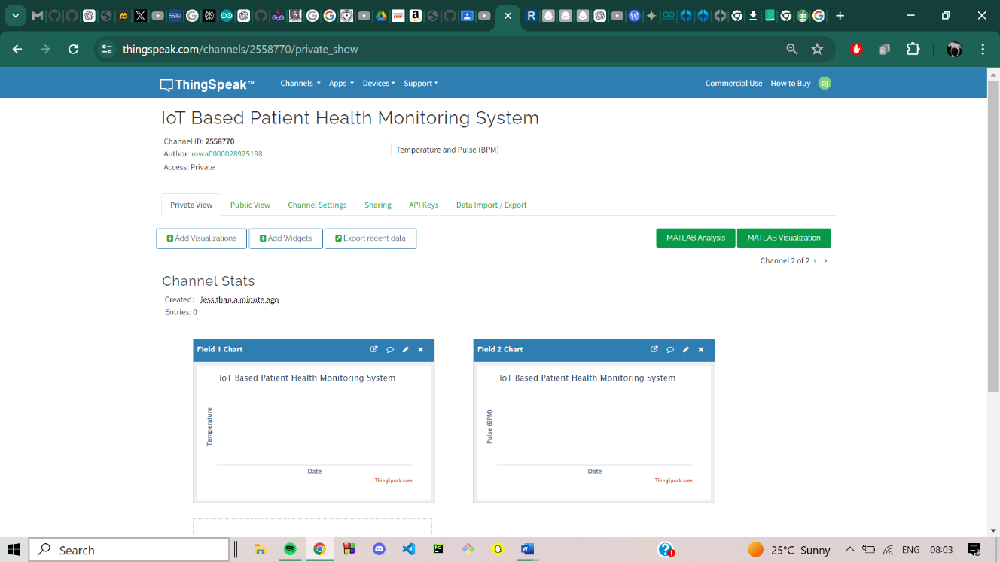 thingspeak.com/channels/2558770/private_show
ThingSpeak™
Channels
Apps
Devices
Support
Commercial Use
How to Buy
DJ
IoT Based Patient Health Monitoring System
Channel ID: 2558770
Author: mwa0000028925198
Access: Private
Temperature and Pulse (BPM)
Private View
Public View
Channel Settings
Sharing
API Keys
Data Import / Export
Add Visualizations
Add Widgets
Export recent data
MATLAB Analysis
MATLAB Visualization
Channel 2 of 2 < >
Channel Stats
Created: less than a minute ago
Entries: 0
Field 1 Chart
IoT Based Patient Health Monitoring System
Temperature
Date
ThingSpeak.com
Field 2 Chart
IoT Based Patient Health Monitoring System
Pulse (BPM)
Date
ThingSpeak.com
Search
25°C Sunny
ENG
08:03